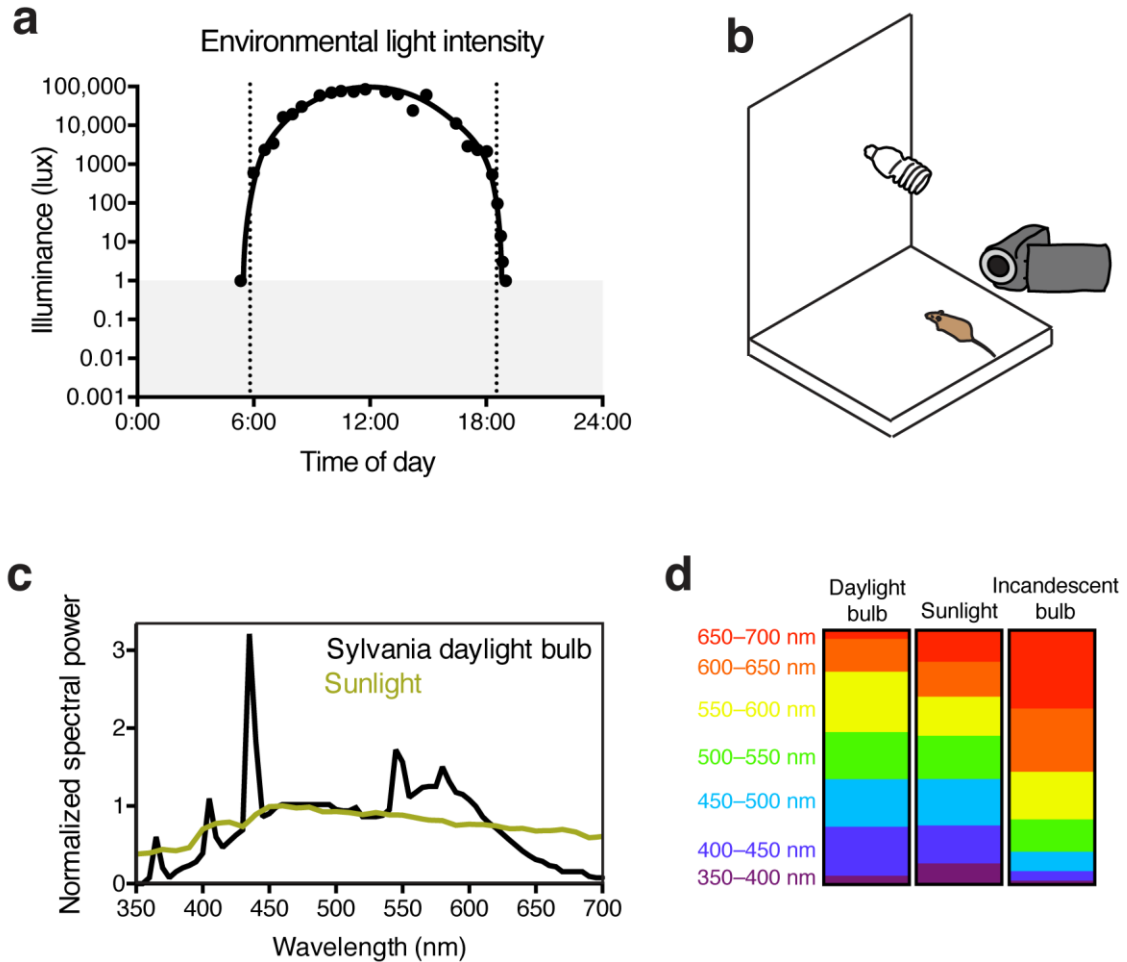 a
Environmental light intensity
100,000
10,000
1000
100
10
1
0.1
0.01
0.001
Illuminance (lux)
0:00 6:00 12:00 18:00 24:00
Time of day
b
c
Normalized spectral power
3
2
1
0
Sylvania daylight bulb
Sunlight
350 400 450 500 550 600 650 700
Wavelength (nm)
d
Daylight
bulb
Sunlight
Incandescent
bulb
650–700 nm
600–650 nm
550–600 nm
500–550 nm
450–500 nm
400–450 nm
350–400 nm